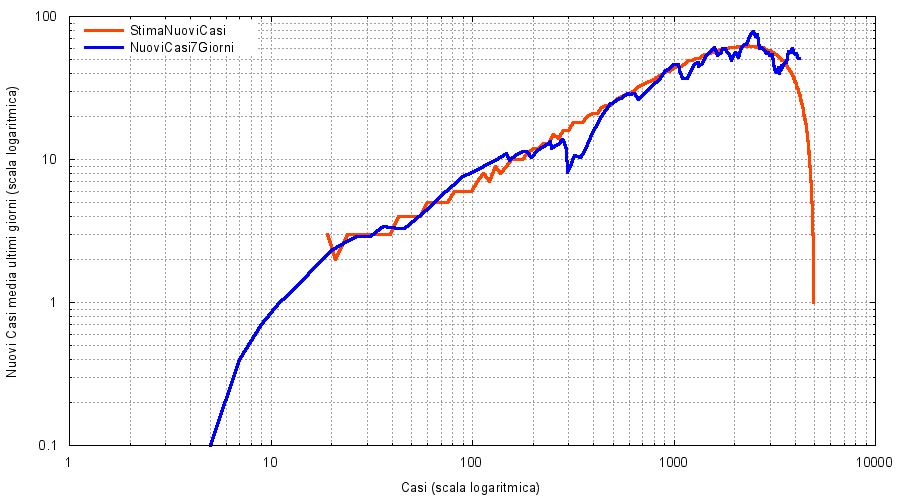 100
StimaNuoviCasi
NuoviCasi7Giorni
10
1
0.1
Nuovi Casi media ultimi giorni (scala logaritmica)
1
10
100
1000
10000
Casi (scala logaritmica)